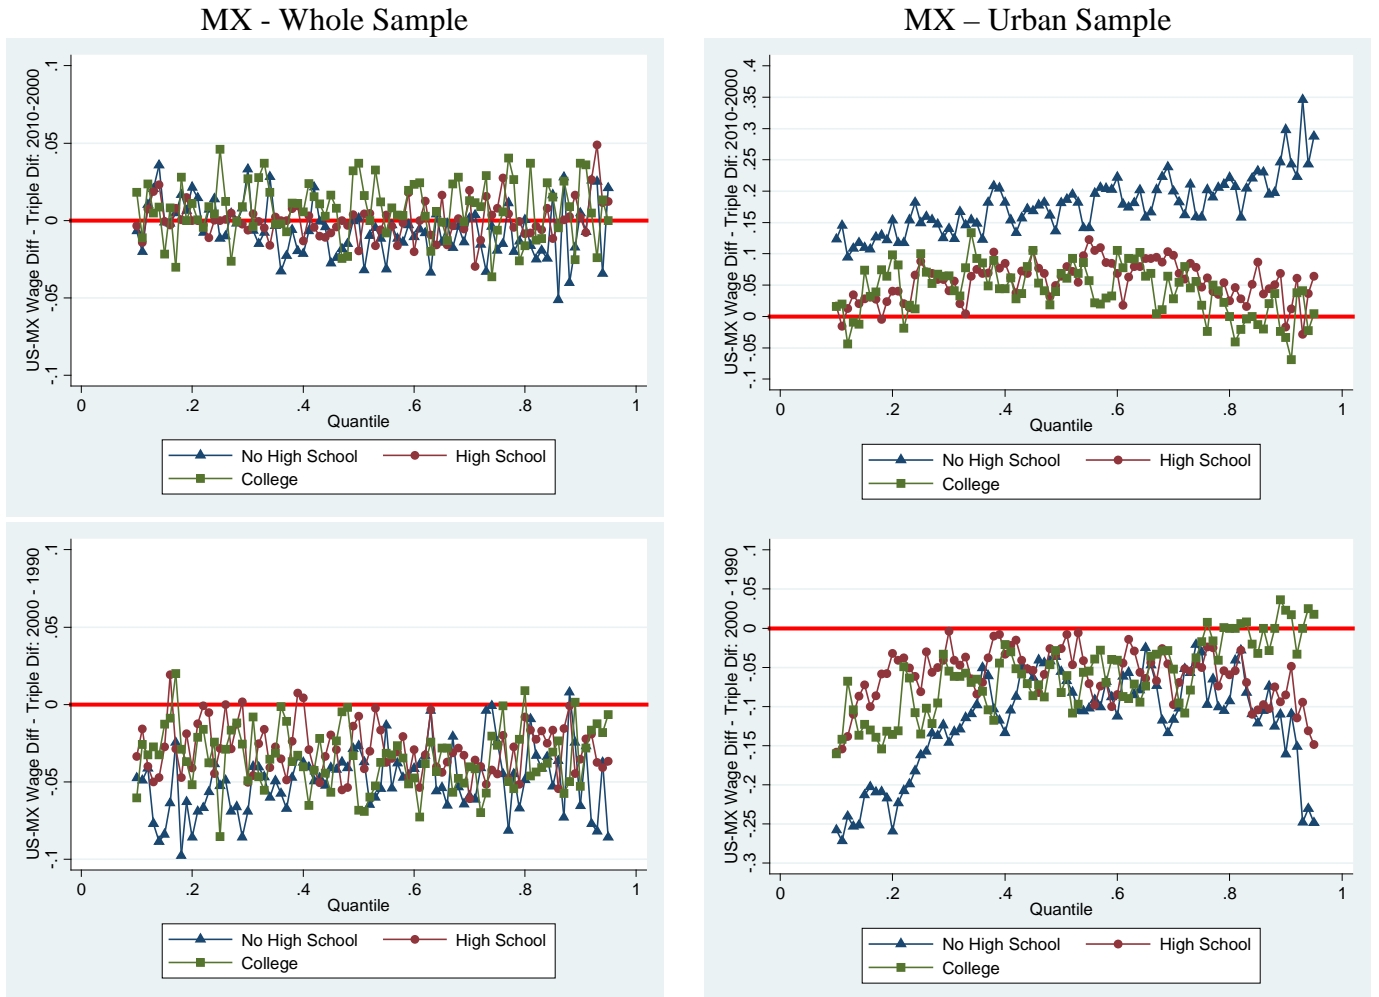 MX - Whole Sample
MX – Urban Sample
US-MX Wage Diff - Triple Dif: 2010-2000
.1
.05
0
-.05
-.1
0
.2
.4
.6
.8
1
Quantile
No High School
High School
College
US-MX Wage Diff - Triple Dif: 2010-2000
.4
.35
.3
.25
.2
.15
.1
.05
0
-.05
-.1
0
.2
.4
.6
.8
1
Quantile
No High School
High School
College
US-MX Wage Diff - Triple Dif: 2000 - 1990
.1
.05
0
-.05
-.1
0
.2
.4
.6
.8
1
Quantile
No High School
High School
College
US-MX Wage Diff - Triple Dif: 2000 - 1990
.1
.05
0
-.05
-.1
-.15
-.2
-.25
-.3
0
.2
.4
.6
.8
1
Quantile
No High School
High School
College